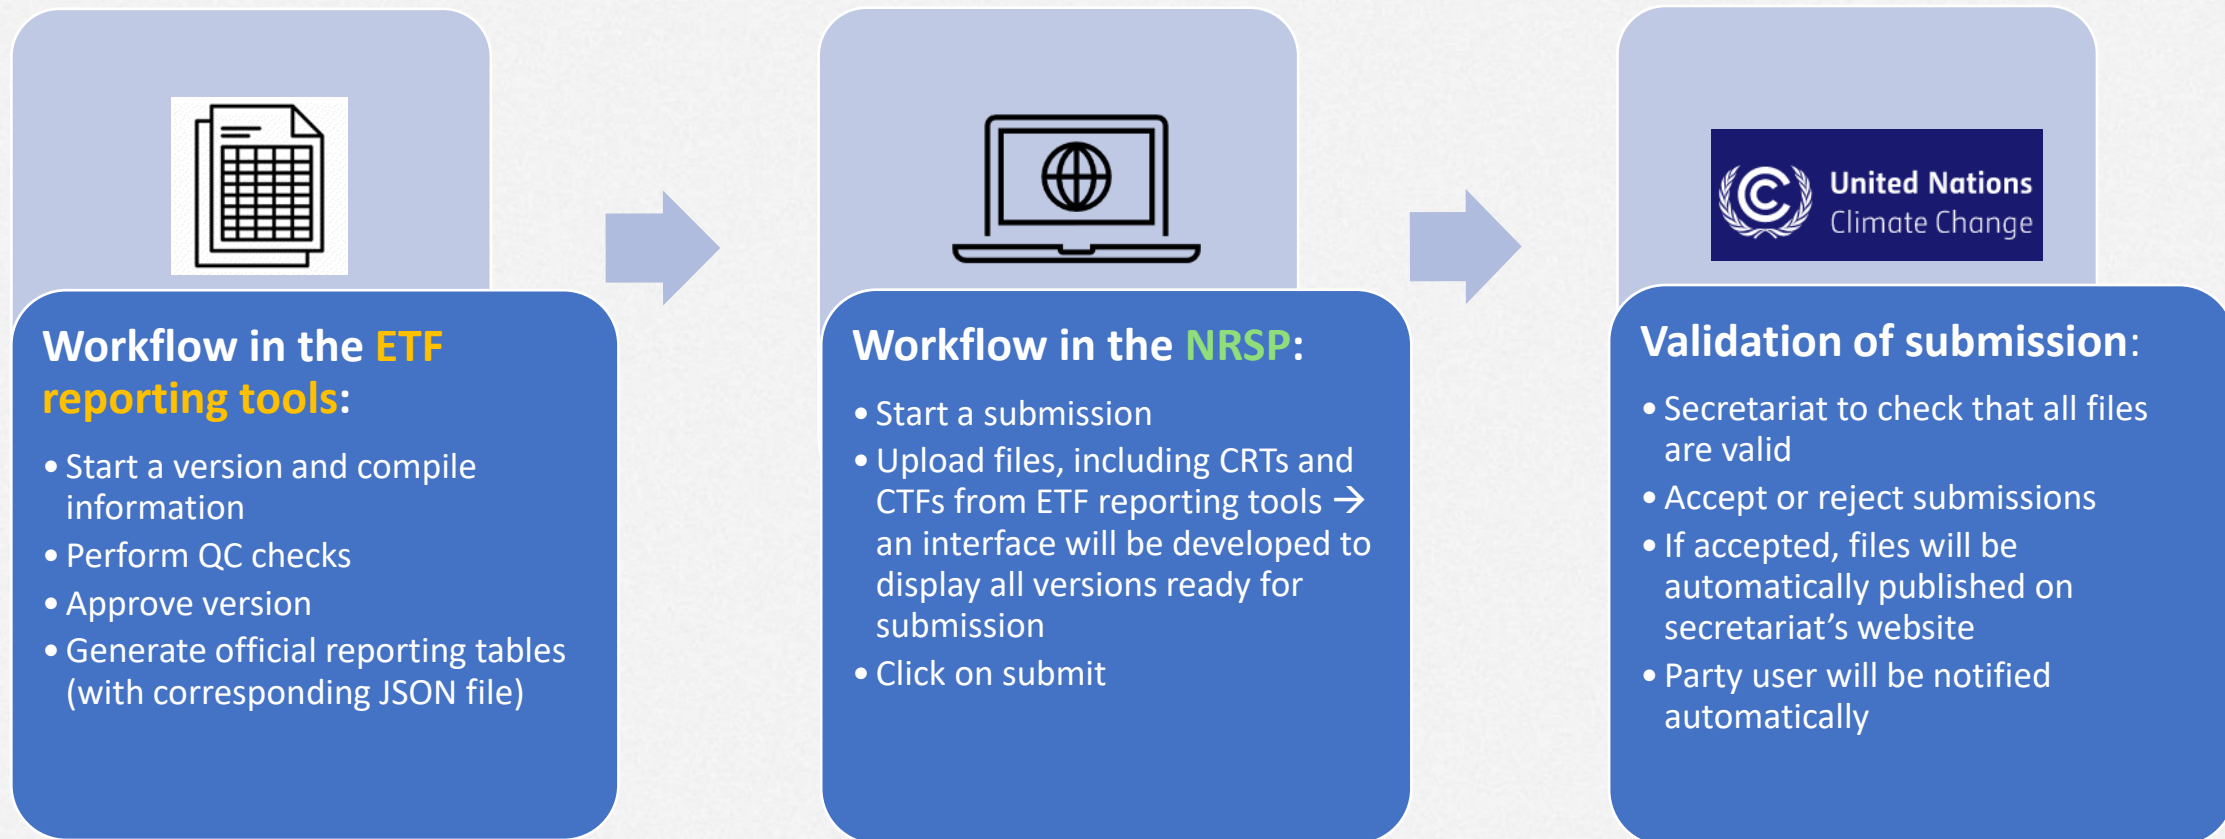 Workflow in the ETF
reporting tools:
• Start a version and compile
information
• Perform QC checks
• Approve version
• Generate official reporting tables
(with corresponding JSON file)
Workflow in the NRSP:
• Start a submission
• Upload files, including CRTs and
CTFs from ETF reporting tools →
an interface will be developed to
display all versions ready for
submission
• Click on submit
United Nations
Climate Change
Validation of submission:
• Secretariat to check that all files
are valid
• Accept or reject submissions
• If accepted, files will be
automatically published on
secretariat’s website
• Party user will be notified
automatically